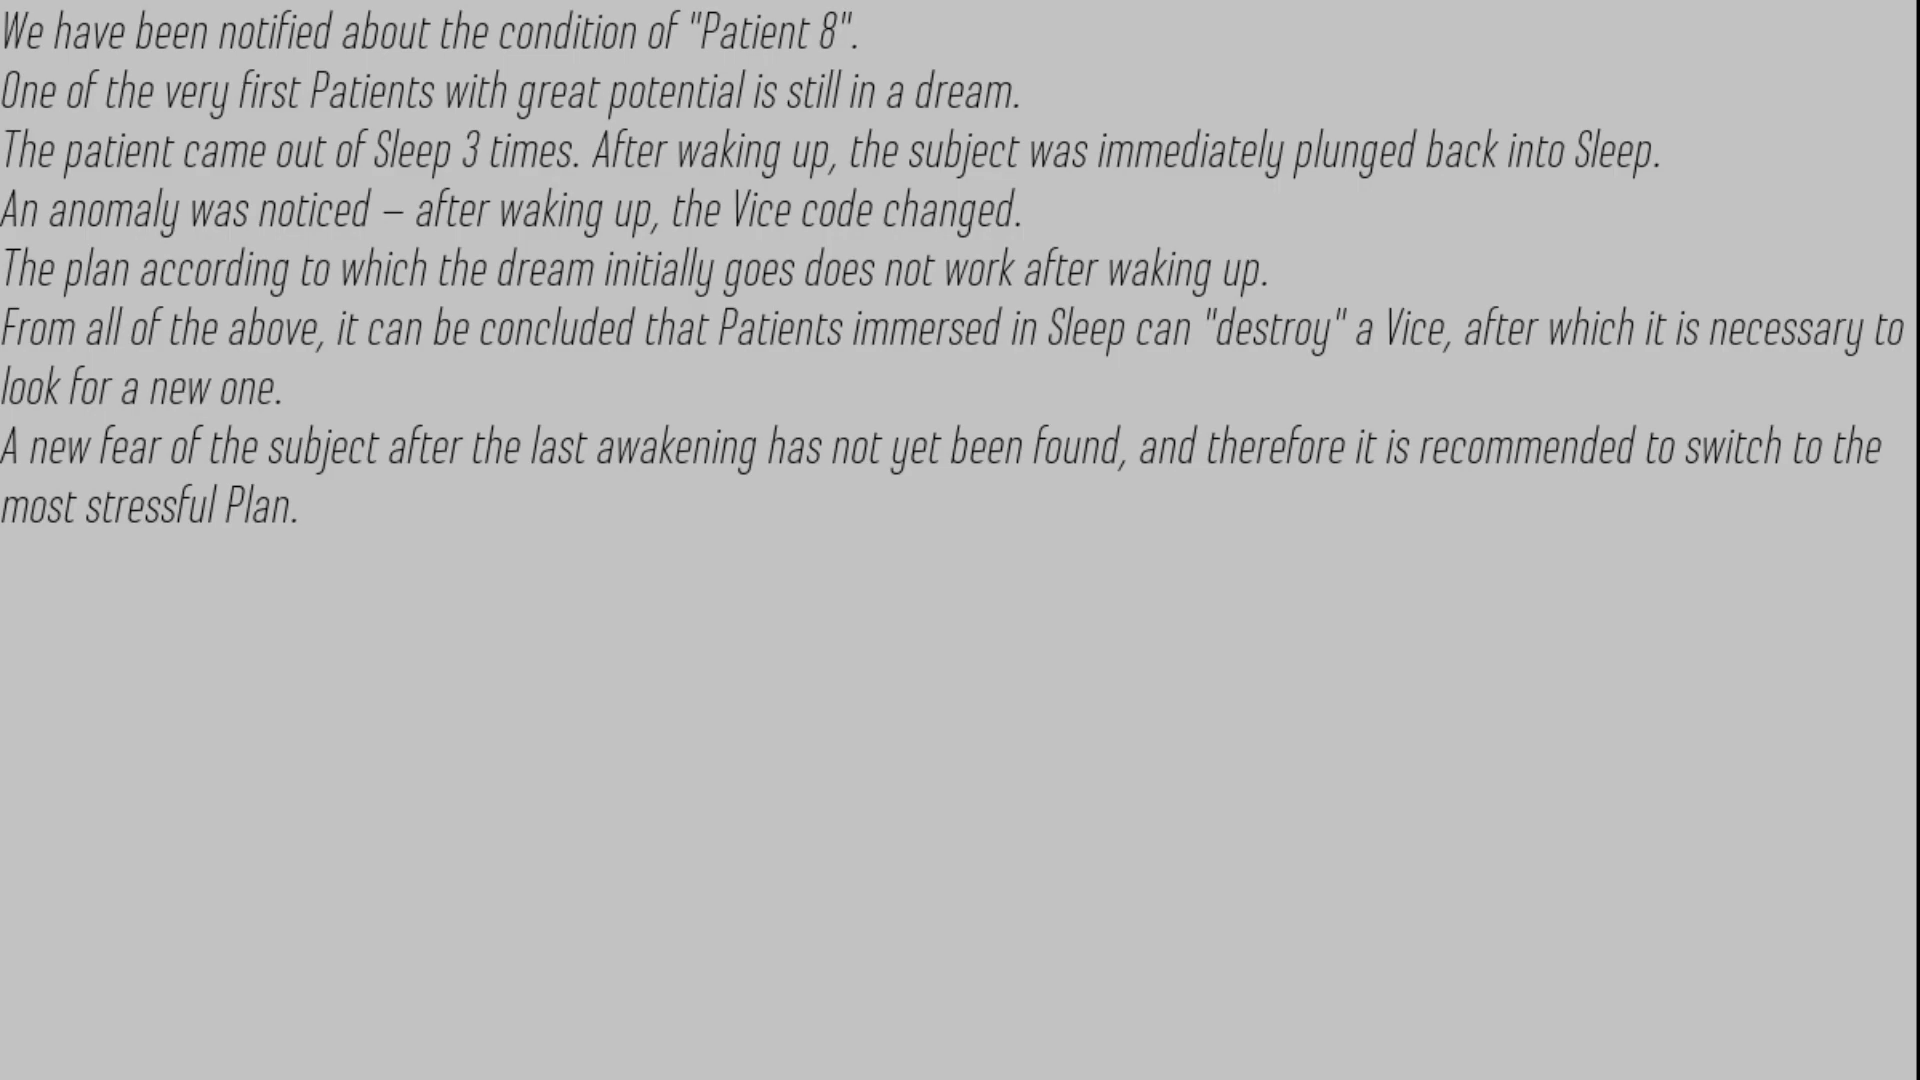 We have been notified about the condition of "Patient 8".
One of the very first Patients with great potential is still in a dream.
The patient came out of Sleep 3 times. After waking up, the subject was immediately plunged back into Sleep.
An anomaly was noticed – after waking up, the Vice code changed.
The plan according to which the dream initially goes does not work after waking up.
From all of the above, it can be concluded that Patients immersed in Sleep can "destroy" a Vice, after which it is necessary to
look for a new one.
A new fear of the subject after the last awakening has not yet been found, and therefore it is recommended to switch to the
most stressful Plan.